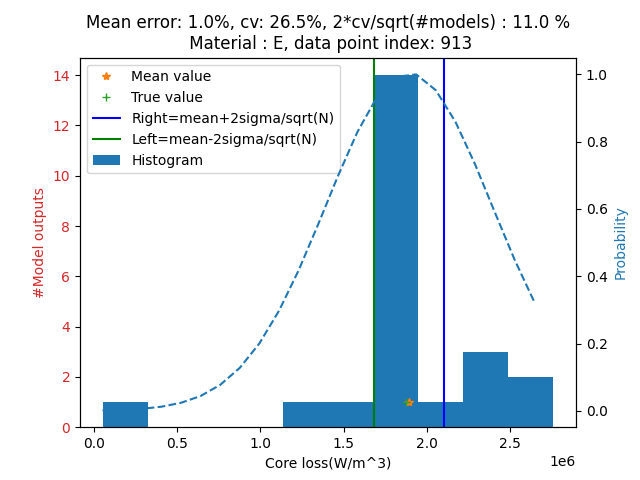 Mean error: 1.0%, cv: 26.5%, 2*cv/sqrt(#models) : 11.0 %
Material : E, data point index: 913
Mean value
True value
Right=mean+2sigma/sqrt(N)
Left=mean-2sigma/sqrt(N)
Histogram
#Model outputs
14
12
10
8
6
4
2
0
1.0
0.8
0.6
0.4
0.2
0.0
Probability
0.0 0.5 1.0 1.5 2.0 2.5
1e6
Core loss(W/m^3)